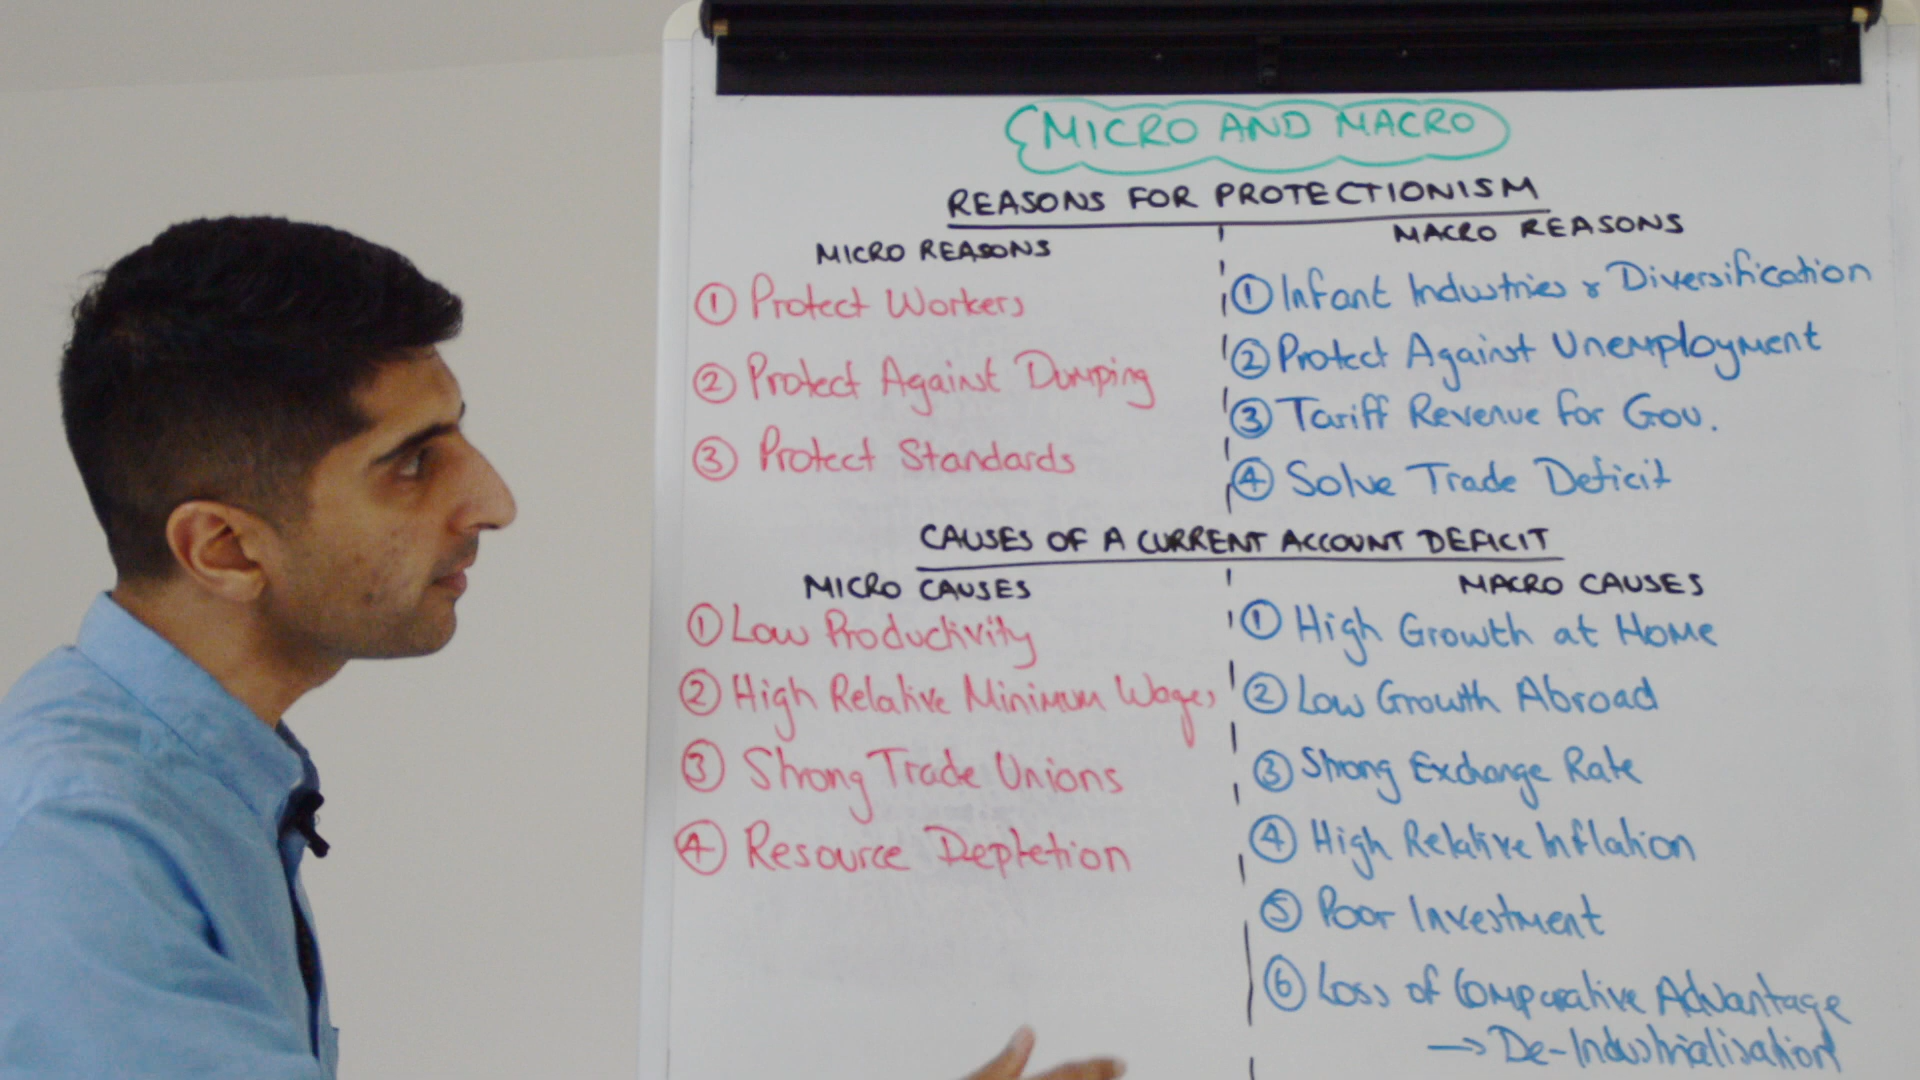 MICRO AND MACRO
REASONS FOR PROTECTIONISM
MICRO REASONS
① Protect Workers
② Protect Against Dumping
③ Protect Standards
MACRO REASONS
① Infant Industries & Diversification
② Protect Against Unemployment
③ Tariff Revenue for Gov.
④ Solve Trade Deficit
CAUSES OF A CURRENT ACCOUNT DEFICIT
MICRO CAUSES
① Low Productivity
② High Relative Minimum Wages
③ Strong Trade Unions
④ Resource Depletion
MACRO CAUSES
① High Growth at Home
② Low Growth Abroad
③ Strong Exchange Rate
④ High Relative Inflation
⑤ Poor Investment
⑥ Loss of Comparative Advantage
→ De-Industrialisation